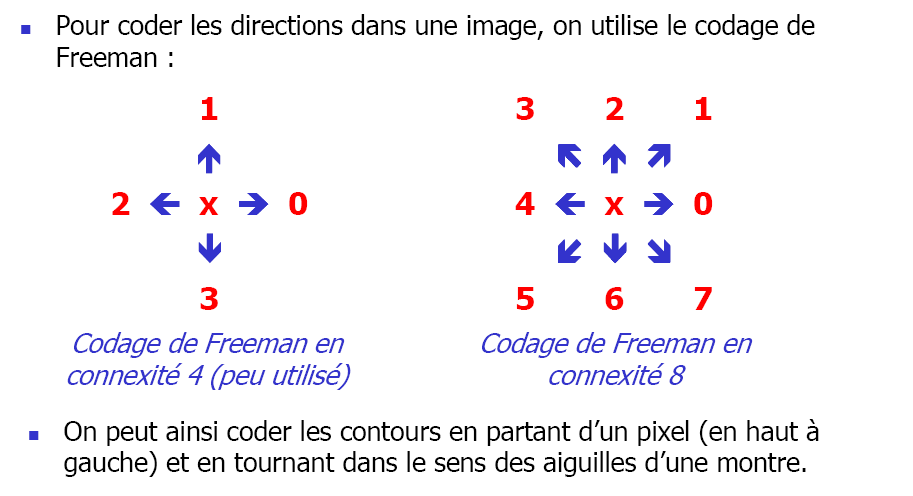 Pour coder les directions dans une image, on utilise le codage de
Freeman :
1
2 x 0
3
3 2 1
4 x 0
5 6 7
Codage de Freeman en
connexité 4 (peu utilisé)
Codage de Freeman en
connexité 8
On peut ainsi coder les contours en partant d’un pixel (en haut à
gauche) et en tournant dans le sens des aiguilles d’une montre.